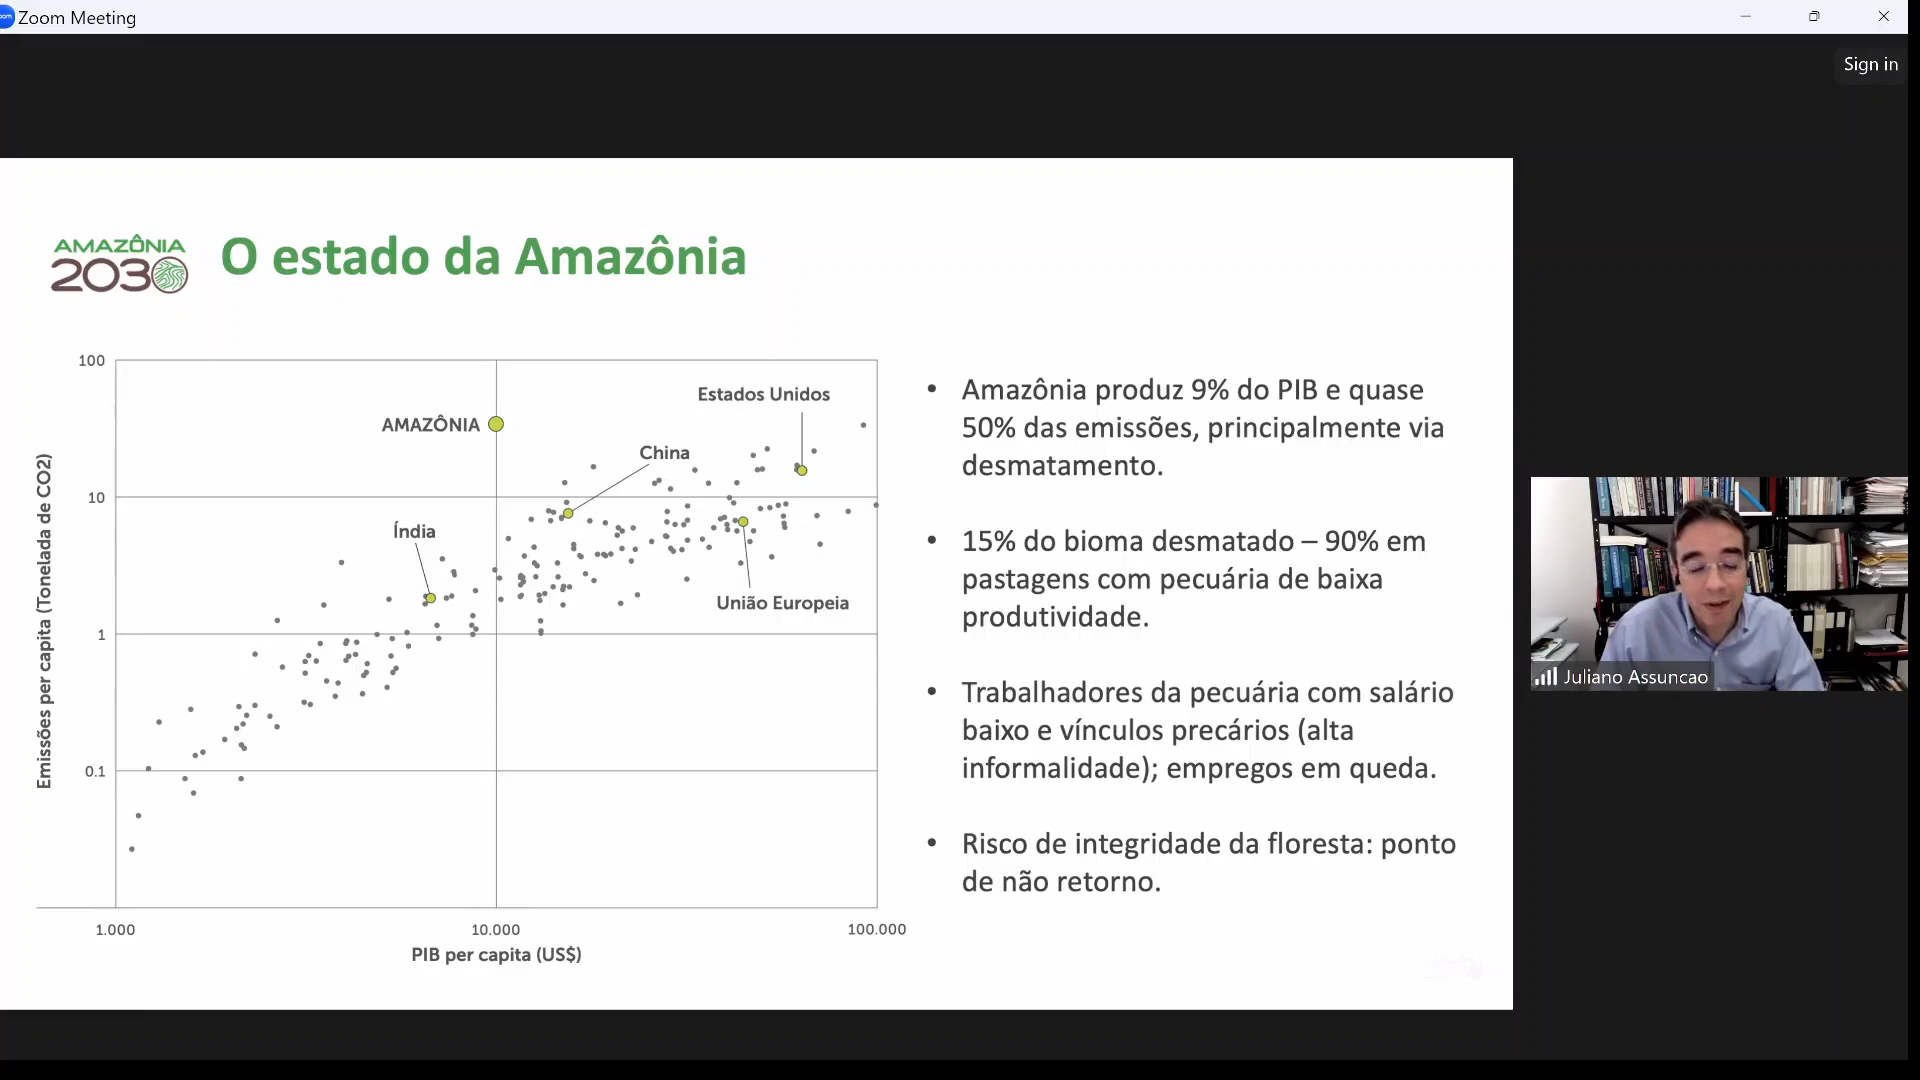 Zoom Meeting
Sign in
AMAZÔNIA
2030
O estado da Amazônia
100
10
1
0.1
Emissões per capita (Tonelada de CO2)
AMAZÔNIA
Estados Unidos
China
Índia
União Europeia
1.000
10.000
100.000
PIB per capita (US$)
• Amazônia produz 9% do PIB e quase
50% das emissões, principalmente via
desmatamento.
• 15% do bioma desmatado – 90% em
pastagens com pecuária de baixa
produtividade.
• Trabalhadores da pecuária com salário
baixo e vínculos precários (alta
informalidade); empregos em queda.
• Risco de integridade da floresta: ponto
de não retorno.
Juliano Assuncao